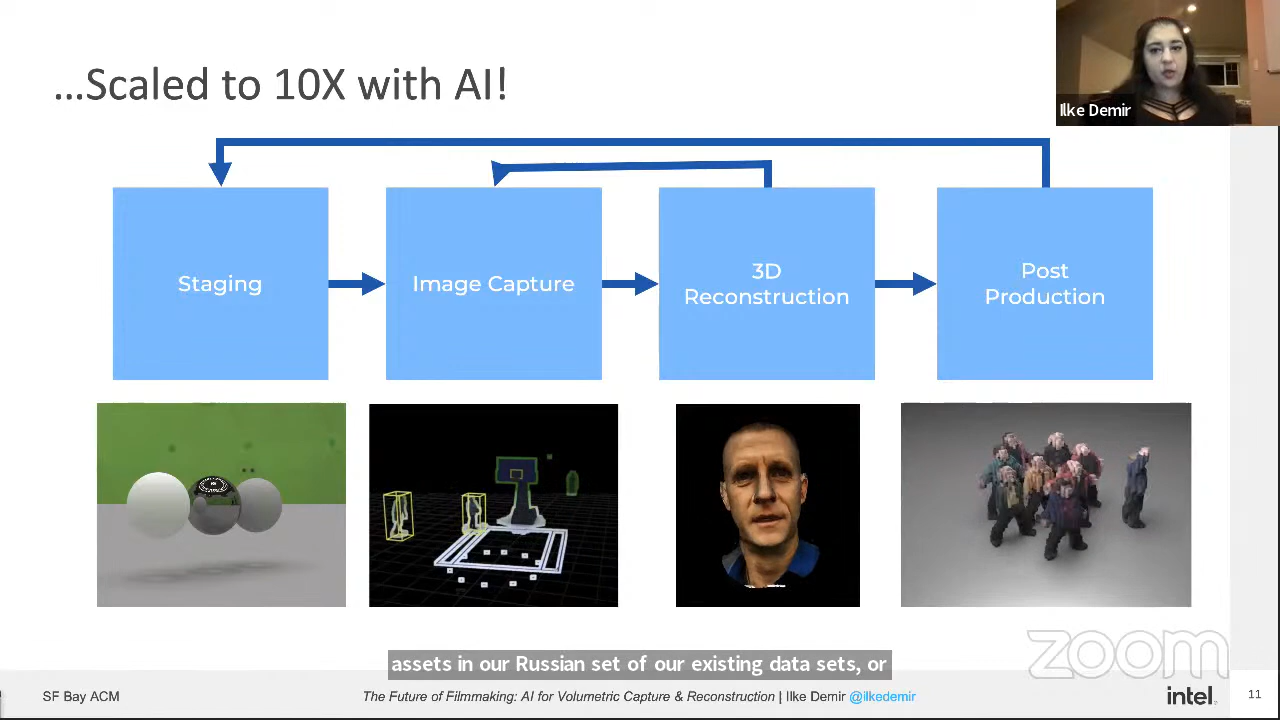 ...Scaled to 10X with AI!
Ilke Demir
Staging
Image Capture
3D
Reconstruction
Post
Production
assets in our Russian set of our existing data sets, or
zoom
SF Bay ACM
The Future of Filmmaking: AI for Volumetric Capture & Reconstruction | Ilke Demir @ilkedemir
intel.
11